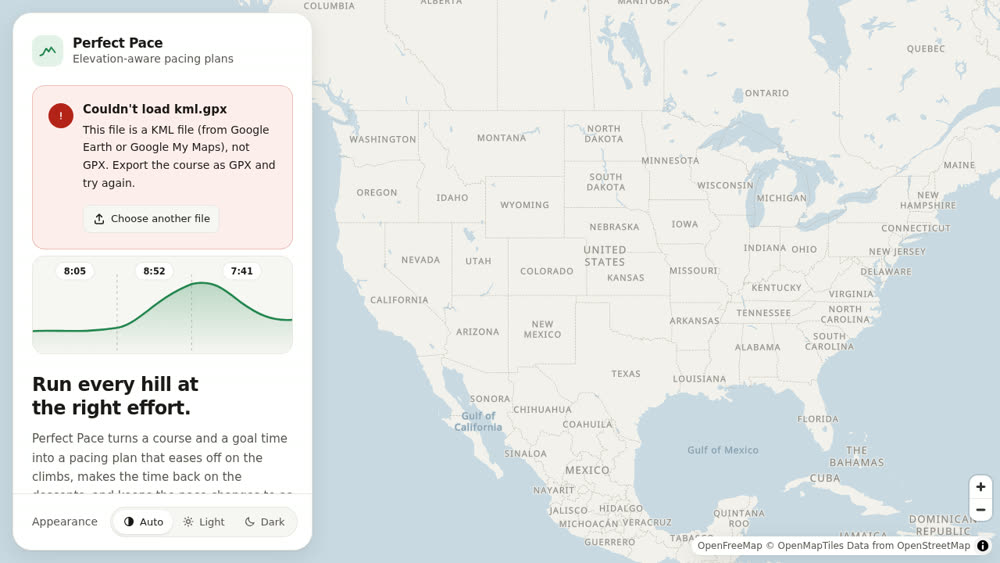 Perfect Pace
Elevation-aware pacing plans
!
Couldn't load kml.gpx
This file is a KML file (from Google
Earth or Google My Maps), not
GPX. Export the course as GPX and
try again.
Choose another file
8:05
8:52
7:41
Run every hill at
the right effort.
Perfect Pace turns a course and a goal time
into a pacing plan that eases off on the
climbs, makes the time back on the
Appearance
Auto
Light
Dark
COLUMBIA
ALBERTA
MANITOBA
QUEBEC
ONTARIO
WASHINGTON
MONTANA
NORTH
DAKOTA
MINNESOTA
MAINE
OREGON
IDAHO
WYOMING
SOUTH
DAKOTA
WISCONSIN
MICHIGAN
NEW
HAMPSHIRE
NEBRASKA
IOWA
CONNECTICUT
NEVADA
UTAH
COLORADO
UNITED
STATES
KANSAS
MISSOURI
INDIANA
OHIO
NEW JERSEY
DELAWARE
KENTUCKY
VIRGINIA
CALIFORNIA
ARIZONA
NEW
MEXICO
ARKANSAS
TENNESSEE
NORTH
CAROLINA
SOUTH
CAROLINA
ALABAMA
TEXAS
LOUISIANA
SONORA
CHIHUAHUA
Gulf of
California
COAHUILA
FLORIDA
SINALOA
Gulf of Mexico
THE
BAHAMAS
MEXICO
CUBA
NAYARIT
JALISCO
HIDALGO
MICHOACÁN
VERACRUZ
QUINTANA
ROO
GUERRERO
DOMINICAN
REPUBLIC
+
−
OpenFreeMap © OpenMapTiles Data from OpenStreetMap